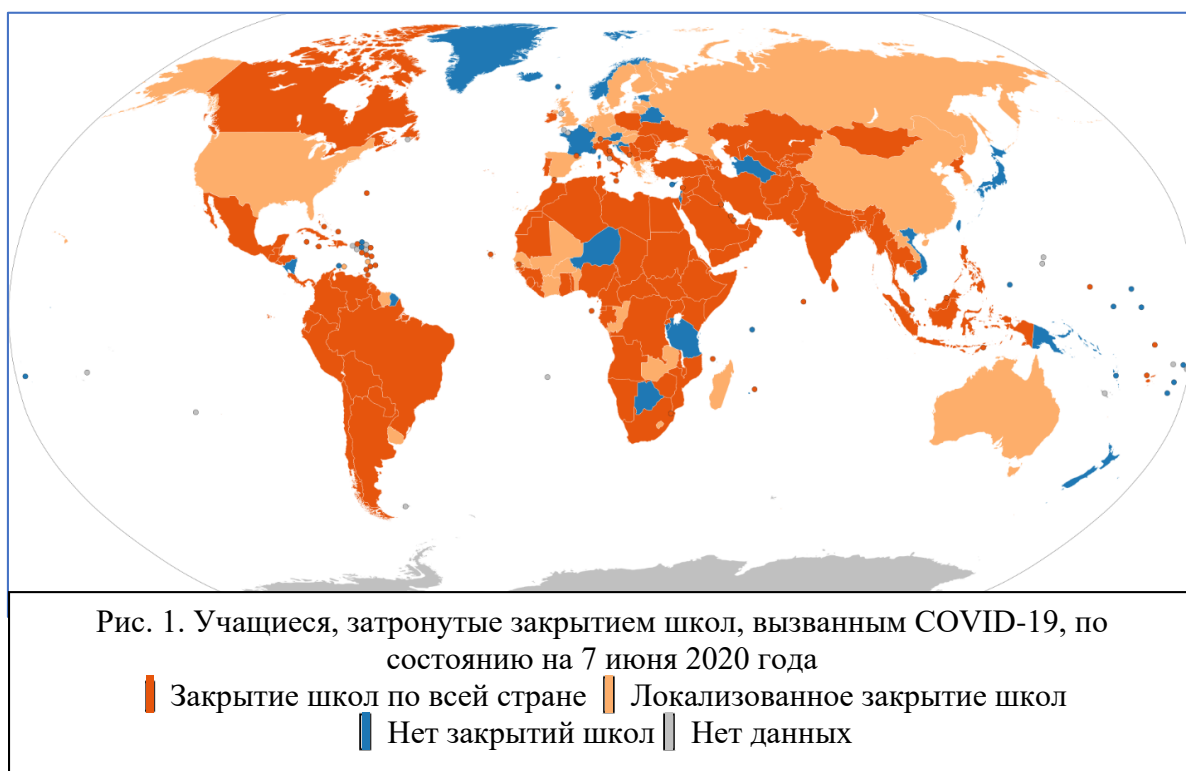 Рис. 1. Учащиеся, затронутые закрытием школ, вызванным COVID-19, по
состоянию на 7 июня 2020 года
Закрытие школ по всей стране Локализованное закрытие школ
Нет закрытий школ Нет данных